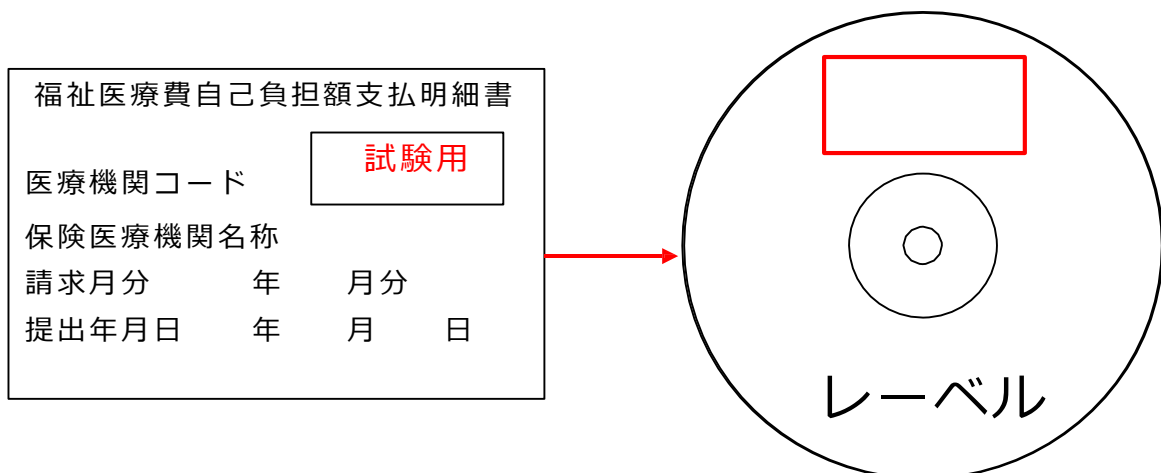 福祉医療費自己負担額支払明細書
試験用
医療機関コード
保険医療機関名称
請求月分 年 月分
提出年月日 年 月 日
レーベル